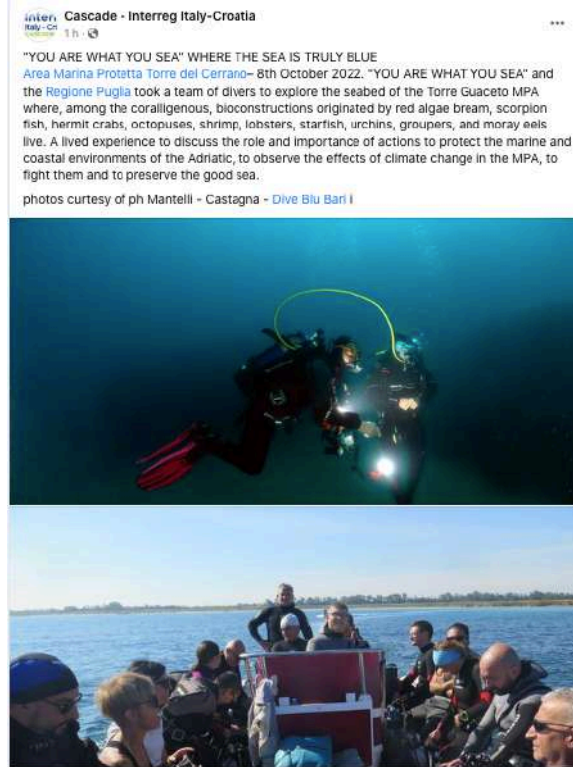 Interreg
Italy - Croatia
CASCADE
Cascade - Interreg Italy-Croatia
1 h ·
"YOU ARE WHAT YOU SEA" WHERE THE SEA IS TRULY BLUE
Area Marina Protetta Torre del Cerrano– 8th October 2022. "YOU ARE WHAT YOU SEA" and
the Regione Puglia took a team of divers to explore the seabed of the Torre Guaceto MPA
where, among the coralligenous, bioconstructions originated by red algae bream, scorpion
fish, hermit crabs, octopuses, shrimp, lobsters, starfish, urchins, groupers, and moray eels
live. A lived experience to discuss the role and importance of actions to protect the marine and
coastal environments of the Adriatic, to observe the effects of climate change in the MPA, to
fight them and to preserve the good sea.
photos curtesy of ph Mantelli - Castagna - Dive Blu Bari i